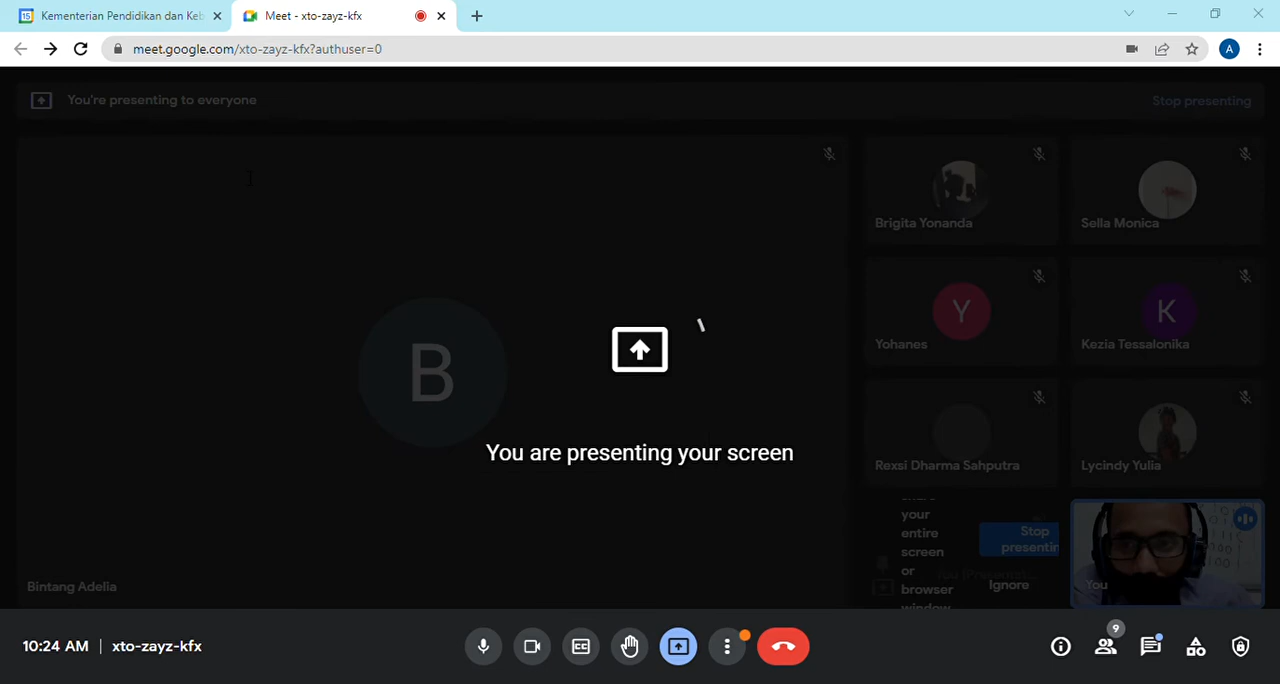 15
Kementerian Pendidikan dan Keb
Meet - xto-zayz-kfx
meet.google.com/xto-zayz-kfx?authuser=0
A
You're presenting to everyone
Stop presenting
Brigita Yonanda
Sella Monica
Y
K
Yohanes
Kezia Tessalonika
B
You are presenting your screen
Rexsi Dharma Sahputra
Lycindy Yulia
your
entire
screen
or
browser
window
Stop
presentin
Ignore
You
Bintang Adelia
10:24 AM | xto-zayz-kfx
CC
9